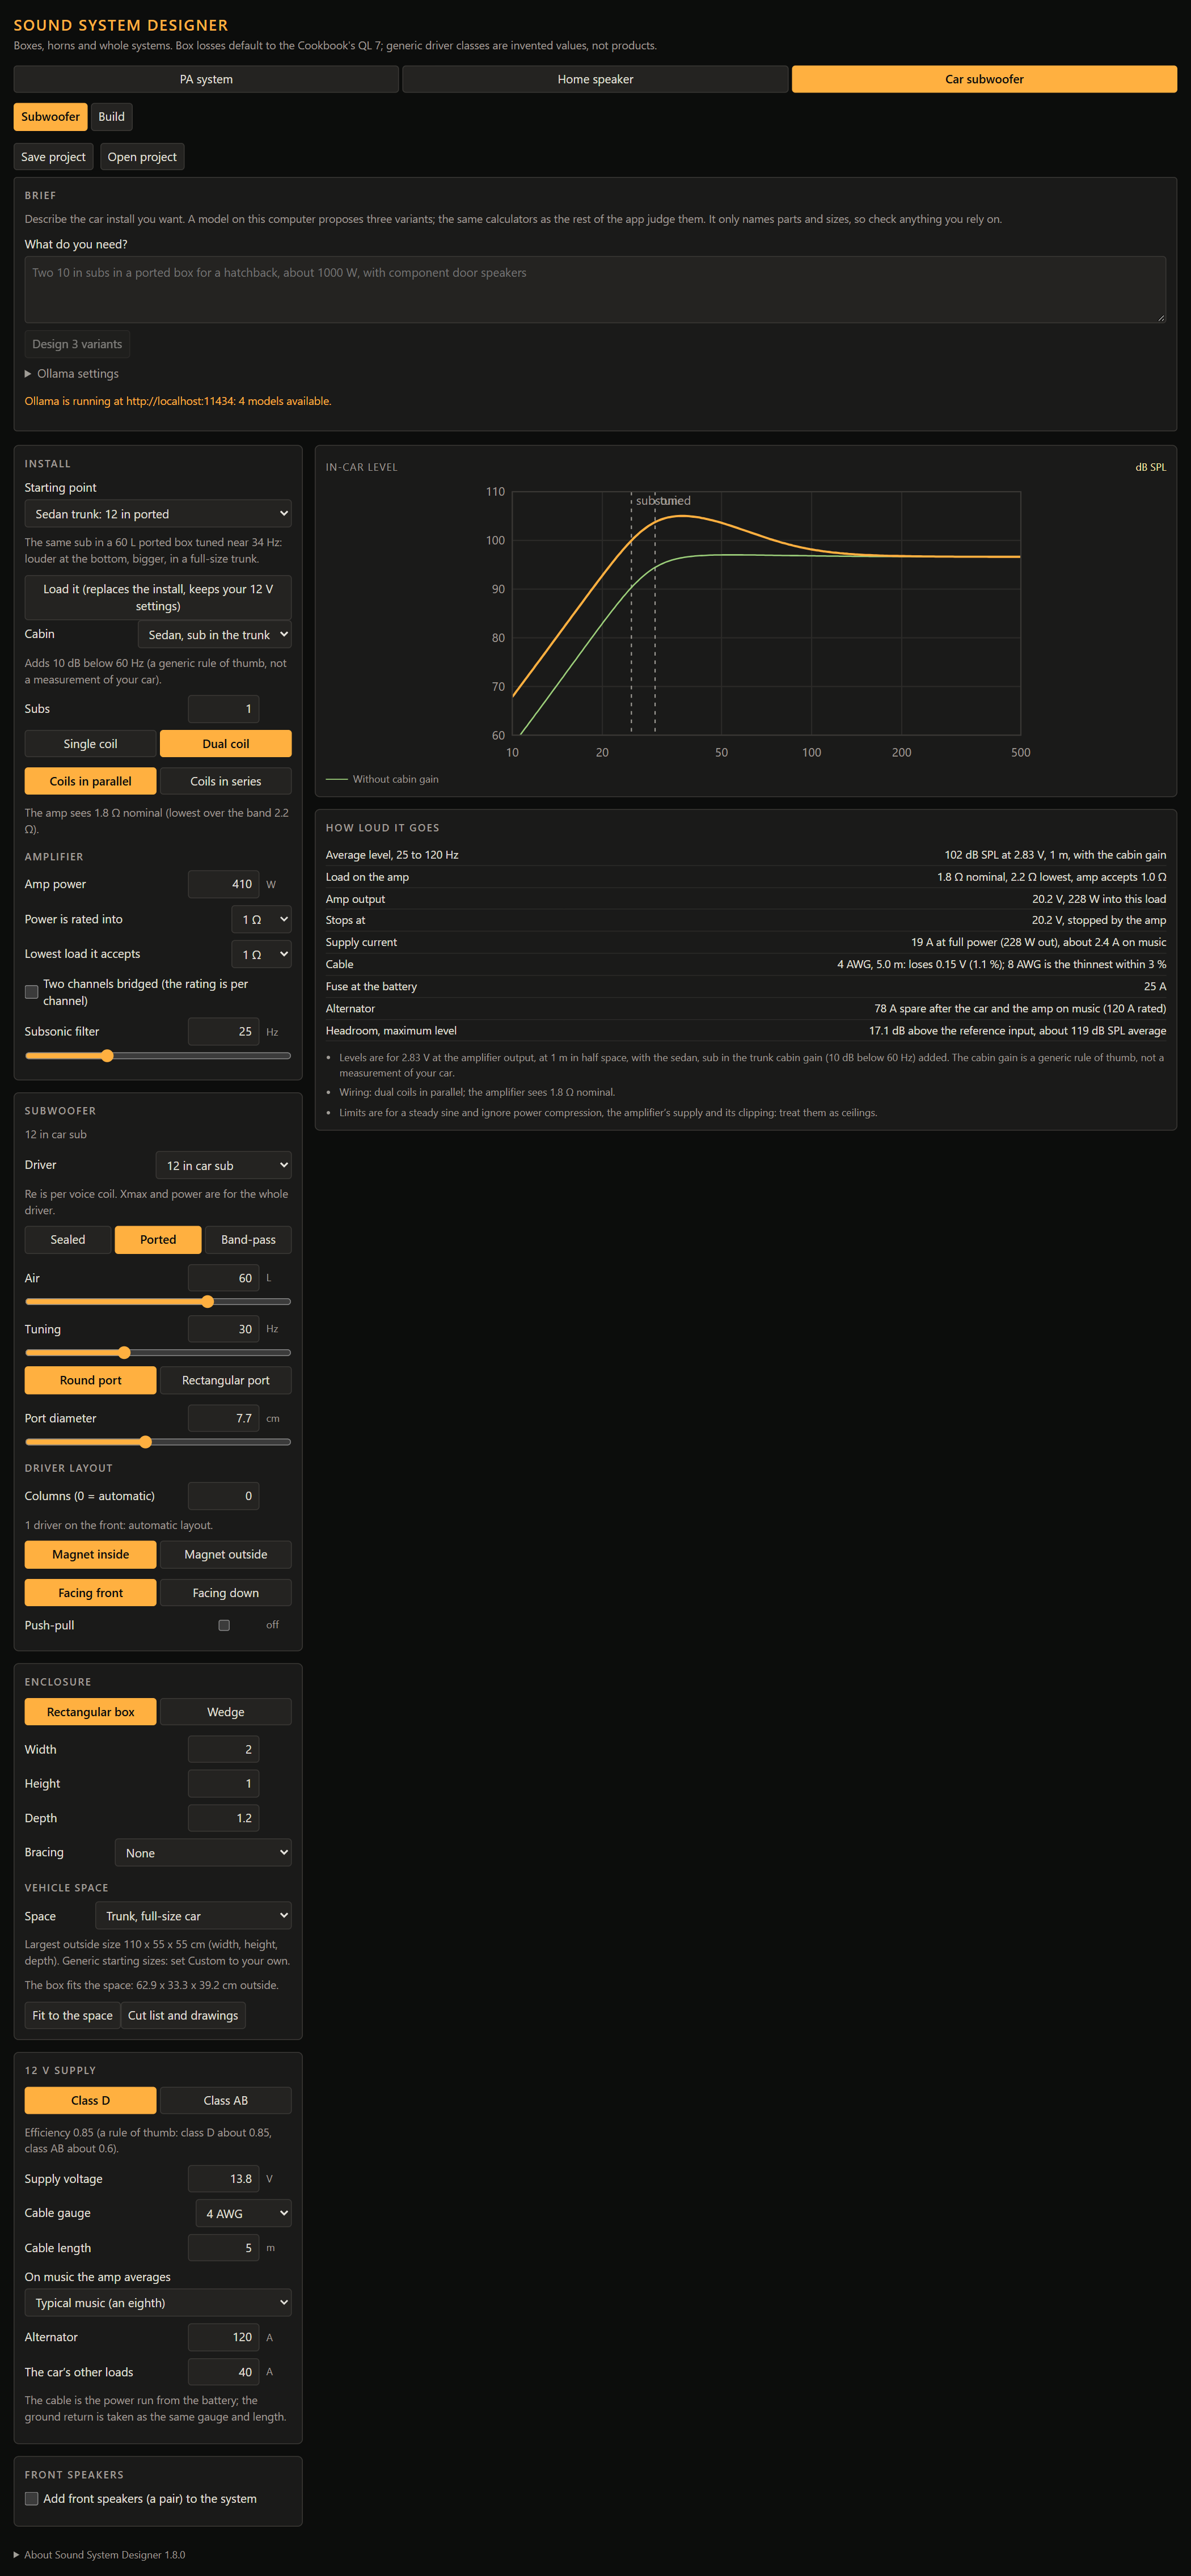 SOUND SYSTEM DESIGNER
Boxes, horns and whole systems. Box losses default to the Cookbook's QL 7; generic driver classes are invented values, not products.
PA system
Home speaker
Car subwoofer
Subwoofer
Build
Save project
Open project
BRIEF
Describe the car install you want. A model on this computer proposes three variants; the same calculators as the rest of the app judge them. It only names parts and sizes, so check anything you rely on.
What do you need?
Two 10 in subs in a ported box for a hatchback, about 1000 W, with component door speakers
Design 3 variants
Ollama settings
Ollama is running at http://localhost:11434: 4 models available.
INSTALL
Starting point
Sedan trunk: 12 in ported
The same sub in a 60 L ported box tuned near 34 Hz:
louder at the bottom, bigger, in a full-size trunk.
Load it (replaces the install, keeps your 12 V
settings)
Cabin
Sedan, sub in the trunk
Adds 10 dB below 60 Hz (a generic rule of thumb, not
a measurement of your car).
Subs
1
Single coil
Dual coil
Coils in parallel
Coils in series
The amp sees 1.8 Ω nominal (lowest over the band 2.2
Ω).
AMPLIFIER
Amp power
410
W
Power is rated into
1 Ω
Lowest load it accepts
1 Ω
Two channels bridged (the rating is per
channel)
Subsonic filter
25
Hz
SUBWOOFER
12 in car sub
Driver
12 in car sub
Re is per voice coil. Xmax and power are for the whole
driver.
Sealed
Ported
Band-pass
Air
60
L
Tuning
30
Hz
Round port
Rectangular port
Port diameter
7.7
cm
DRIVER LAYOUT
Columns (0 = automatic)
0
1 driver on the front: automatic layout.
Magnet inside
Magnet outside
Facing front
Facing down
Push-pull
off
ENCLOSURE
Rectangular box
Wedge
Width
2
Height
1
Depth
1.2
Bracing
None
VEHICLE SPACE
Space
Trunk, full-size car
Largest outside size 110 x 55 x 55 cm (width, height,
depth). Generic starting sizes: set Custom to your own.
The box fits the space: 62.9 x 33.3 x 39.2 cm outside.
Fit to the space
Cut list and drawings
12 V SUPPLY
Class D
Class AB
Efficiency 0.85 (a rule of thumb: class D about 0.85,
class AB about 0.6).
Supply voltage
13.8
V
Cable gauge
4 AWG
Cable length
5
m
On music the amp averages
Typical music (an eighth)
Alternator
120
A
The car's other loads
40
A
The cable is the power run from the battery; the
ground return is taken as the same gauge and length.
FRONT SPEAKERS
Add front speakers (a pair) to the system
IN-CAR LEVEL
dB SPL
110
100
90
80
70
60
10
20
50
100
200
500
Without cabin gain
HOW LOUD IT GOES
Average level, 25 to 120 Hz
102 dB SPL at 2.83 V, 1 m, with the cabin gain
Load on the amp
1.8 Ω nominal, 2.2 Ω lowest, amp accepts 1.0 Ω
Amp output
20.2 V, 228 W into this load
Stops at
20.2 V, stopped by the amp
Supply current
19 A at full power (228 W out), about 2.4 A on music
Cable
4 AWG, 5.0 m: loses 0.15 V (1.1 %); 8 AWG is the thinnest within 3 %
Fuse at the battery
25 A
Alternator
78 A spare after the car and the amp on music (120 A rated)
Headroom, maximum level
17.1 dB above the reference input, about 119 dB SPL average
Levels are for 2.83 V at the amplifier output, at 1 m in half space, with the sedan, sub in the trunk cabin gain (10 dB below 60 Hz) added. The cabin gain is a generic rule of thumb, not a
measurement of your car.
Wiring: dual coils in parallel; the amplifier sees 1.8 Ω nominal.
Limits are for a steady sine and ignore power compression, the amplifier's supply and its clipping: treat them as ceilings.
About Sound System Designer 1.8.0